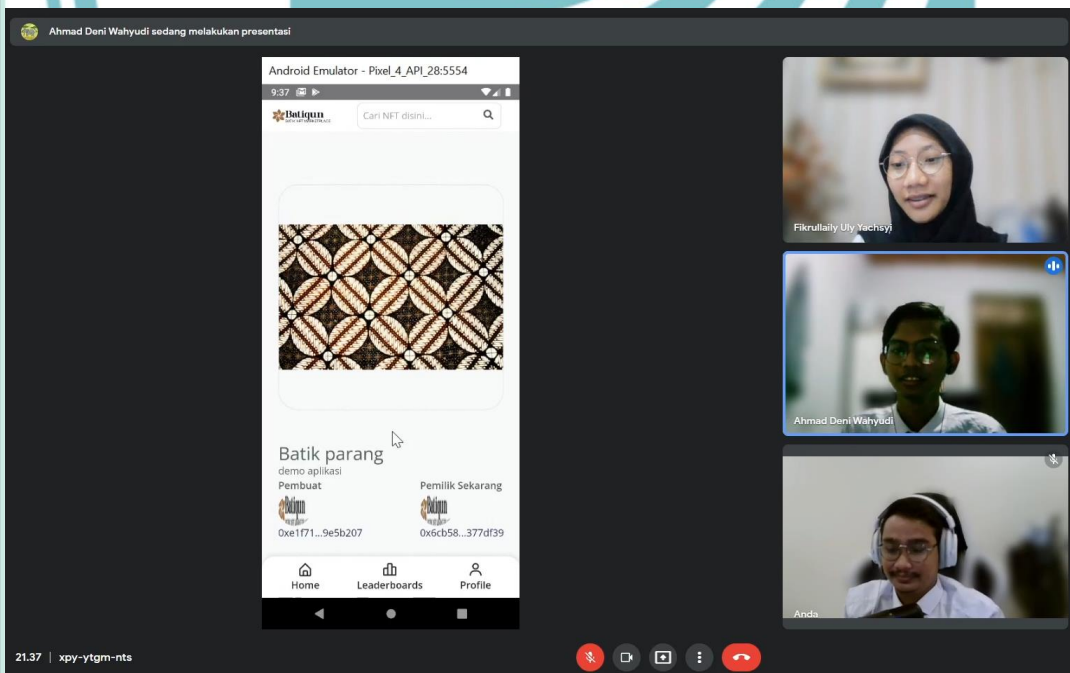 Ahmad Deni Wahyudi sedang melakukan presentasi
Android Emulator - Pixel_4_API_28:5554
9:37
Batiqun
Cari NFT disini...
Batik parang
demo aplikasi
Pembuat
Pemilik Sekarang
Batiqun
Batiqun
0xe1f71...9e5b207
0x6cb58...377df39
Home
Leaderboards
Profile
Fikrullaily Uly Yachsyi
Ahmad Deni Wahyudi
Anda
21.37 | xpy-ytgm-nts